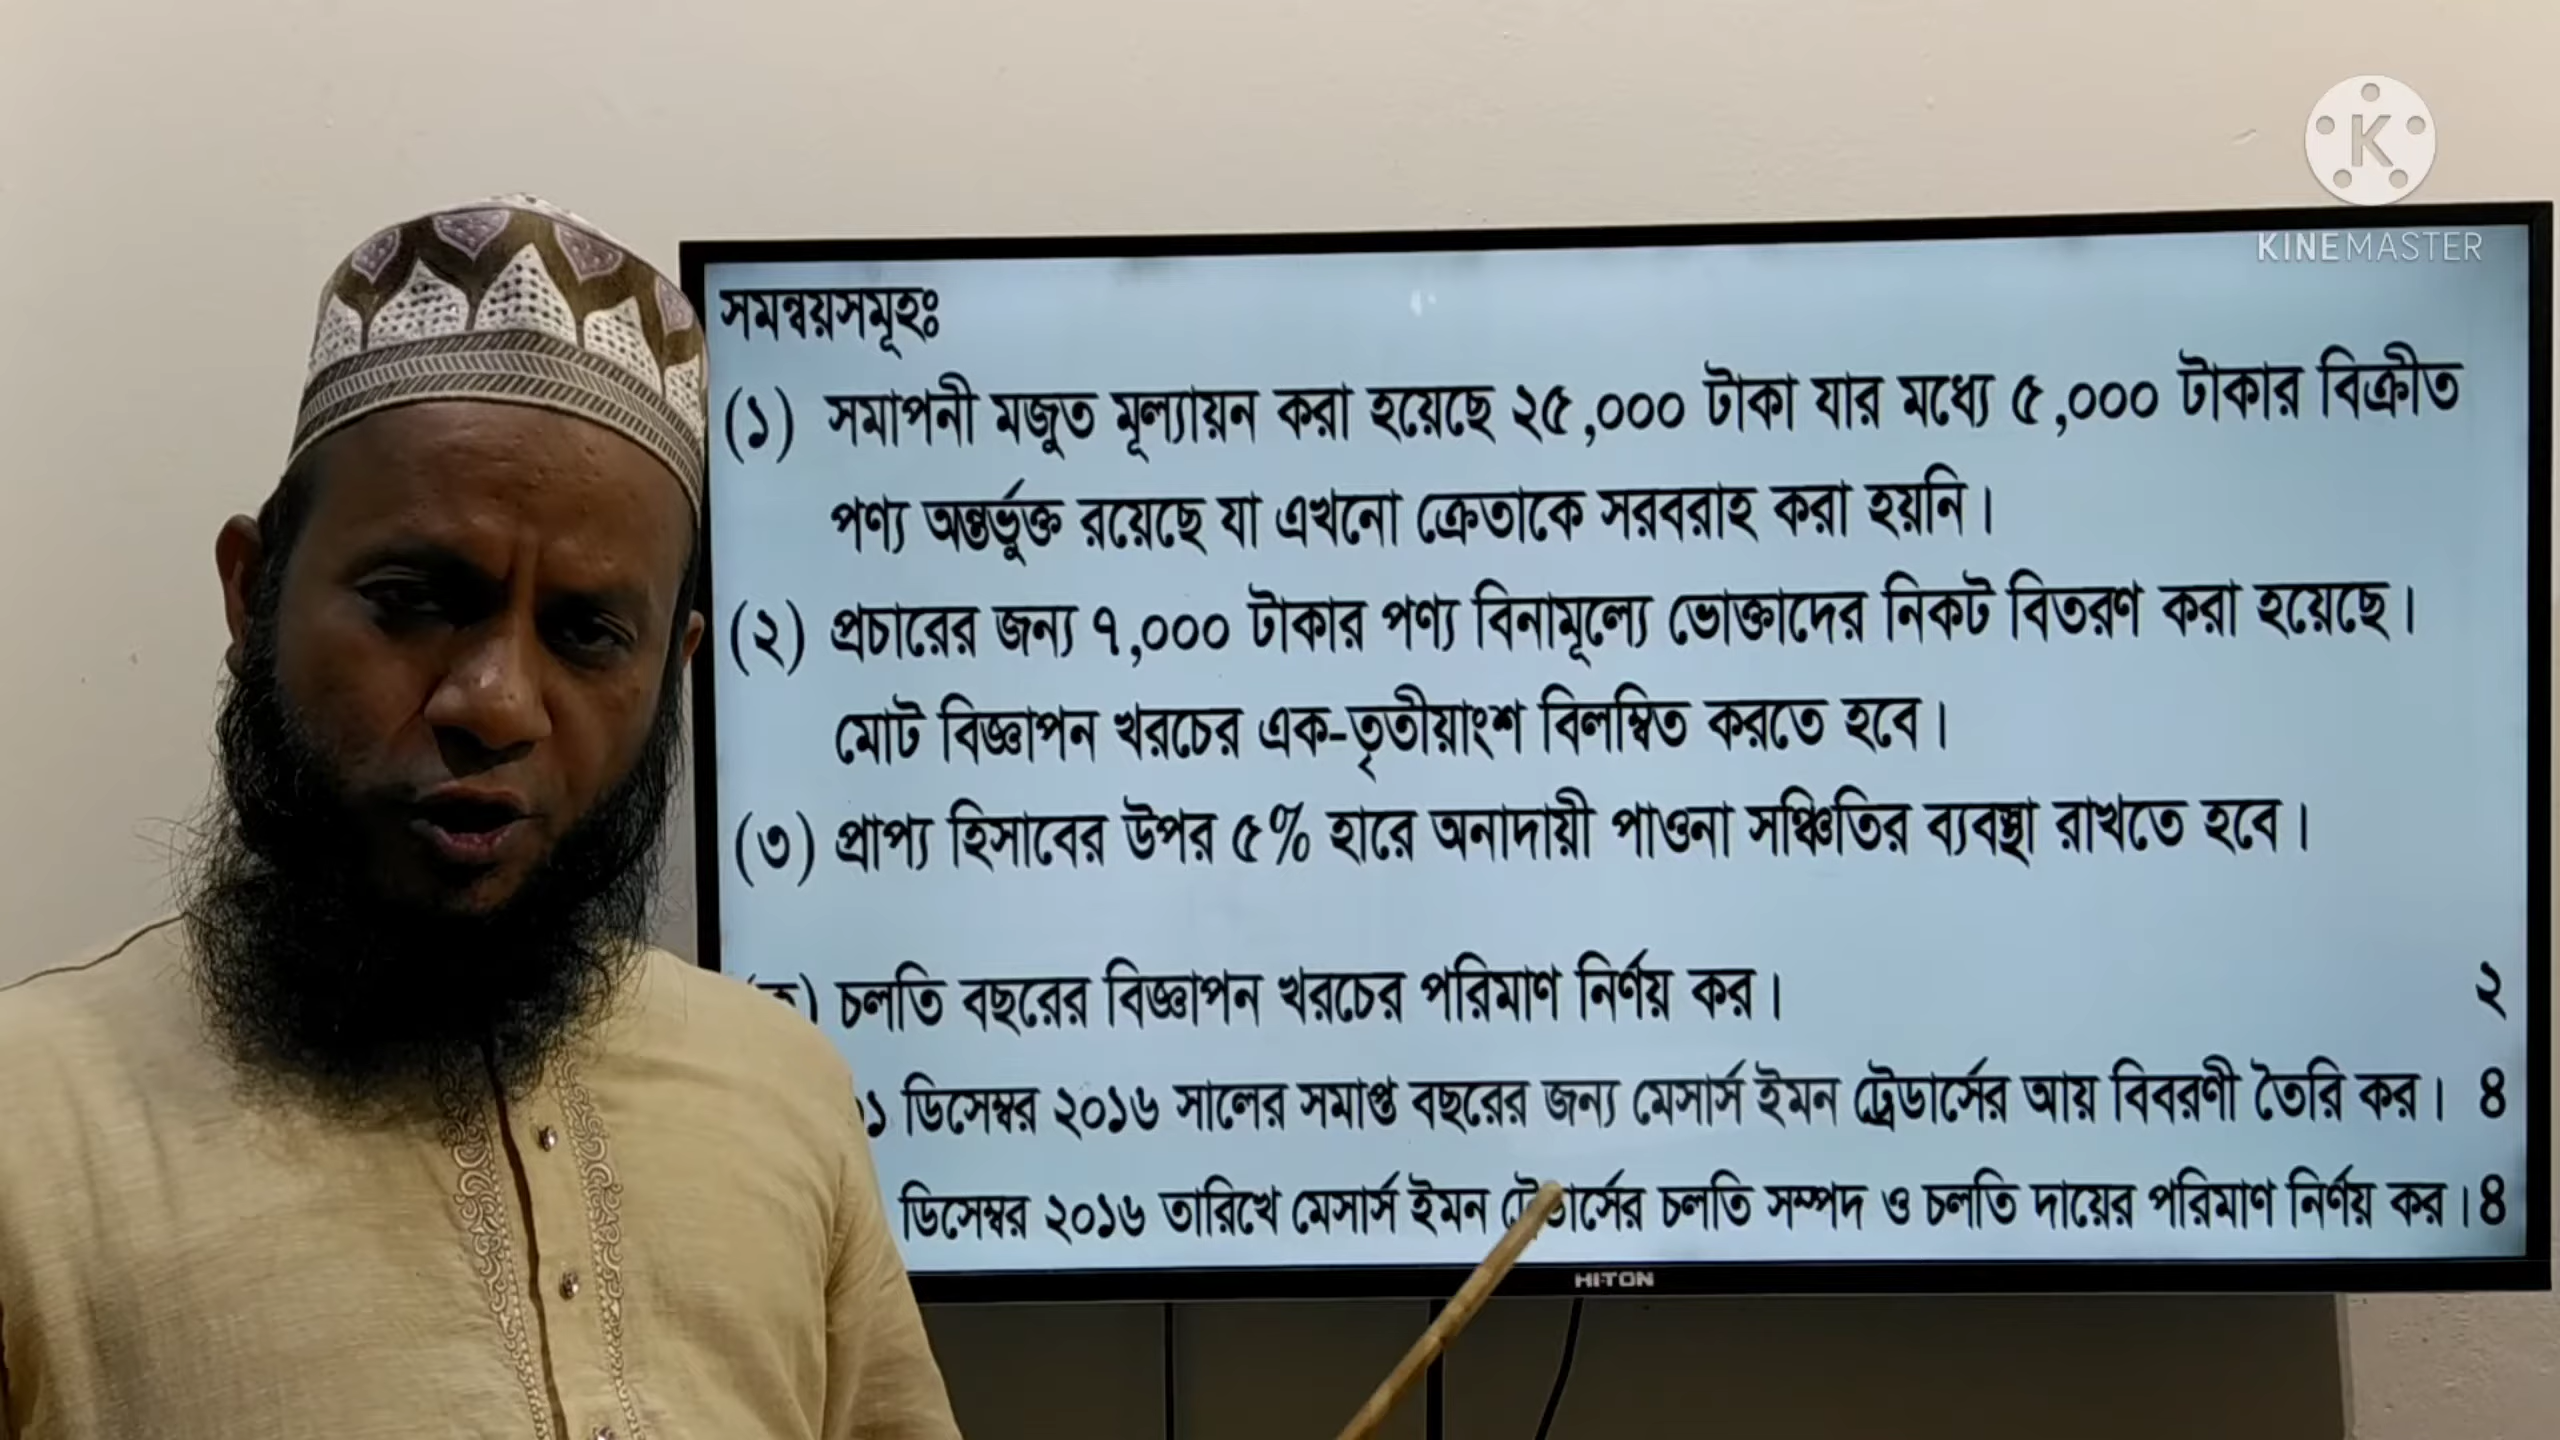 K
KINEMASTER
সমন্বয়সমূহঃ
(১) সমাপনী মজুত মূল্যায়ন করা হয়েছে ২৫,০০০ টাকা যার মধ্যে ৫,০০০ টাকার বিক্রীত
পণ্য অন্তর্ভুক্ত রয়েছে যা এখনো ক্রেতাকে সরবরাহ করা হয়নি।
(২) প্রচারের জন্য ৭,০০০ টাকার পণ্য বিনামূল্যে ভোক্তাদের নিকট বিতরণ করা হয়েছে।
মোট বিজ্ঞাপন খরচের এক-তৃতীয়াংশ বিলম্বিত করতে হবে।
(৩) প্রাপ্য হিসাবের উপর ৫% হারে অনাদায়ী পাওনা সঞ্চিতির ব্যবস্থা রাখতে হবে।
চলতি বছরের বিজ্ঞাপন খরচের পরিমাণ নির্ণয় কর। ২
ডিসেম্বর ২০১৬ সালের সমাপ্ত বছরের জন্য মেসার্স ইমন ট্রেডার্সের আয় বিবরণী তৈরি কর। ৪
ডিসেম্বর ২০১৬ তারিখে মেসার্স ইমন ট্রেডার্সের চলতি সম্পদ ও চলতি দায়ের পরিমাণ নির্ণয় কর।৪
HITON